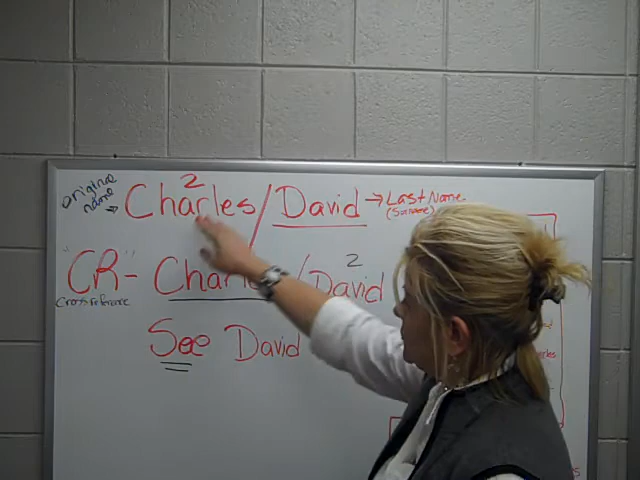 original name → 2 Charles / David → Last Name (Surname)
"CR" - Charles / David 2
Cross reference
See David